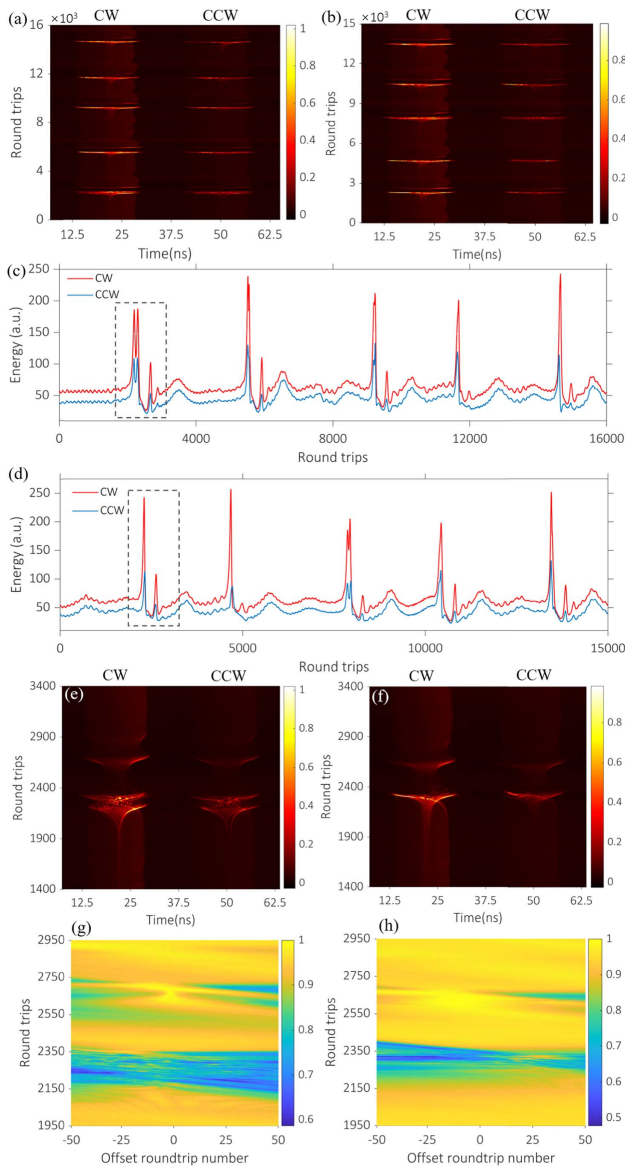 (a) CW CCW
×10³
16
12
8
4
0
Round trips
12.5 25 37.5 50 62.5
Time(ns)
1
0.8
0.6
0.4
0.2
0
(b) CW CCW
×10³
15
12
9
6
3
0
Round trips
12.5 25 37.5 50 62.5
Time(ns)
0.8
0.6
0.4
0.2
0
(c)
250
200
150
100
50
Energy (a.u.)
CW
CCW
0 4000 8000 12000 16000
Round trips
(d)
250
200
150
100
50
Energy (a.u.)
CW
CCW
0 5000 10000 15000
Round trips
(e) CW CCW
3400
2900
2400
1900
1400
Round trips
12.5 25 37.5 50 62.5
Time(ns)
1
0.8
0.6
0.4
0.2
0
(f) CW CCW
3400
2900
2400
1900
1400
Round trips
12.5 25 37.5 50 62.5
Time(ns)
0.8
0.6
0.4
0.2
0
(g)
2950
2750
2550
2350
2150
1950
Round trips
-50 -25 0 25 50
Offset roundtrip number
1
0.9
0.8
0.7
0.6
(h)
2950
2750
2550
2350
2150
1950
Round trips
-50 -25 0 25 50
Offset roundtrip number
1
0.9
0.8
0.7
0.6
0.5